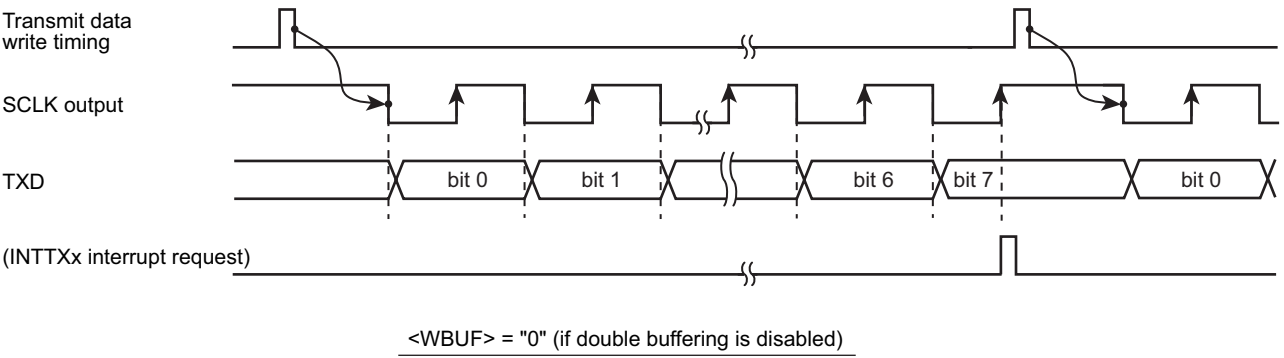 Transmit data
write timing
SCLK output
TXD
bit 0
bit 1
bit 6
bit 7
bit 0
(INTTXx interrupt request)
<WBUF> = "0" (if double buffering is disabled)